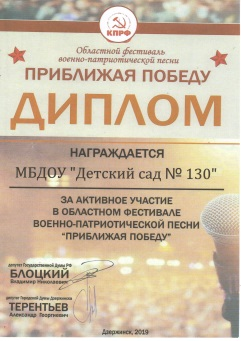 КПРФ
Областной фестиваль
военно-патриотической песни
ПРИБЛИЖАЯ ПОБЕДУ
ДИПЛОМ
НАГРАЖДАЕТСЯ
МБДОУ "Детский сад № 130"
ЗА АКТИВНОЕ УЧАСТИЕ
В ОБЛАСТНОМ ФЕСТИВАЛЕ
ВОЕННО-ПАТРИОТИЧЕСКОЙ ПЕСНИ
"ПРИБЛИЖАЯ ПОБЕДУ"
депутат Государственной Думы РФ
БЛОЦКИЙ
Владимир Николаевич
депутат Городской Думы Дзержинска
ТЕРЕНТЬЕВ
Александр Георгиевич
Дзержинск, 2019